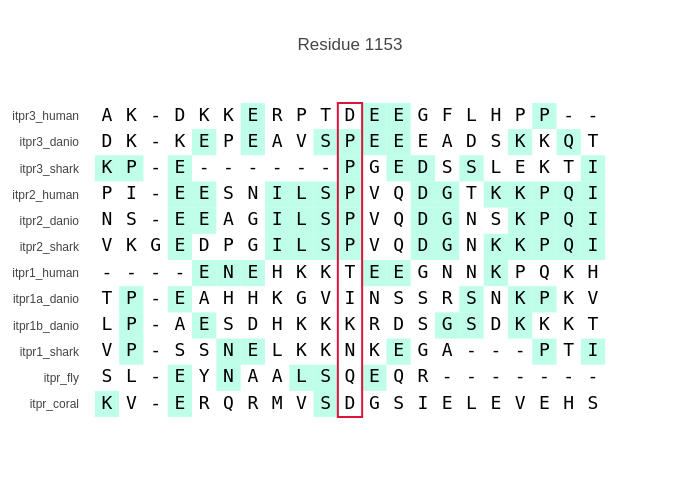 Residue 1153
itpr3_human A K - D K K E R P T D E E G F L H P P - -
itpr3_danio D K - K E P E A V S P E E E A D S K K Q T
itpr3_shark K P - E - - - - - - P G E D S S L E K T I
itpr2_human P I - E E S N I L S P V Q D G T K K P Q I
itpr2_danio N S - E E A G I L S P V Q D G N S K P Q I
itpr2_shark V K G E D P G I L S P V Q D G N K K P Q I
itpr1_human - - - - E N E H K K T E E G N N K P Q K H
itpr1a_danio T P - E A H H K G V I N S S R S N K P K V
itpr1b_danio L P - A E S D H K K K R D S G S D K K K T
itpr1_shark V P - S S N E L K K N K E G A - - - P T I
itpr_fly S L - E Y N A A L S Q E Q R - - - - - - -
itpr_coral K V - E R Q R M V S D G S I E L E V E H S